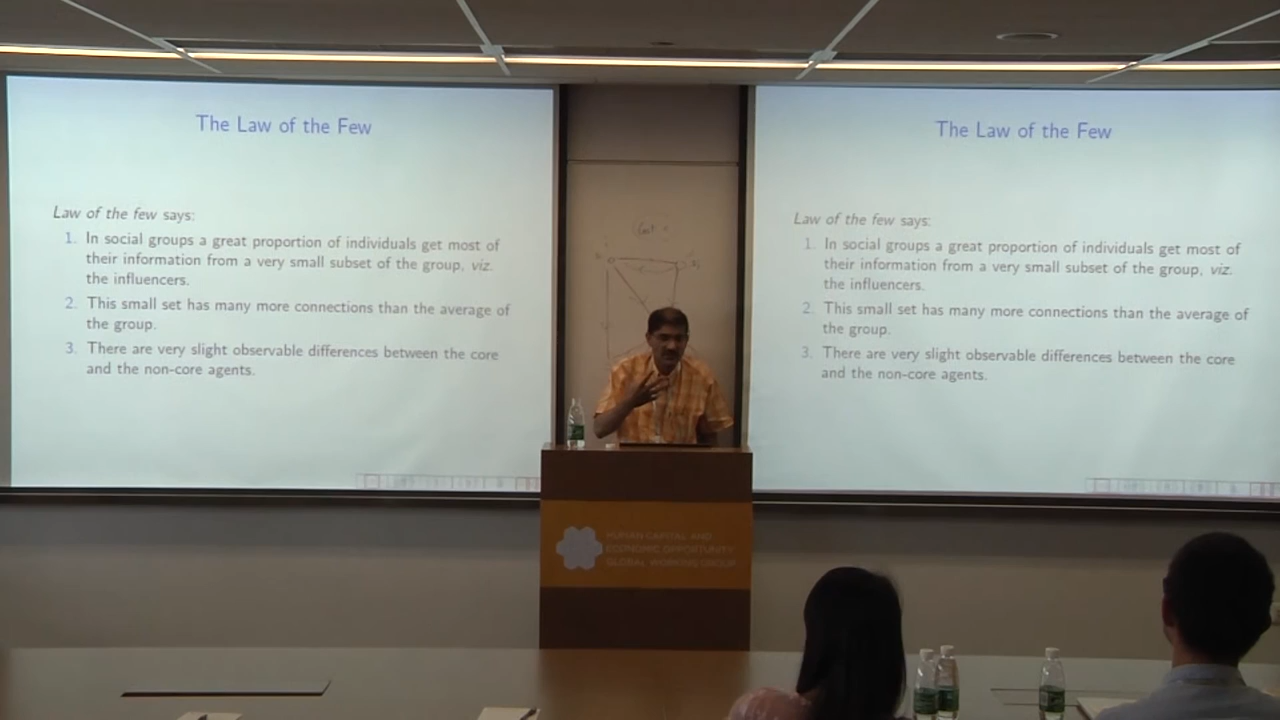 The Law of the Few
Law of the few says:
1. In social groups a great proportion of individuals get most of
their information from a very small subset of the group, viz.
the influencers.
2. This small set has many more connections than the average of
the group.
3. There are very slight observable differences between the core
and the non-core agents.
The Law of the Few
Law of the few says:
1. In social groups a great proportion of individuals get most of
their information from a very small subset of the group, viz.
the influencers.
2. This small set has many more connections than the average of
the group.
3. There are very slight observable differences between the core
and the non-core agents.
HUMAN CAPITAL AND
ECONOMIC OPPORTUNITY
GLOBAL WORKING GROUP